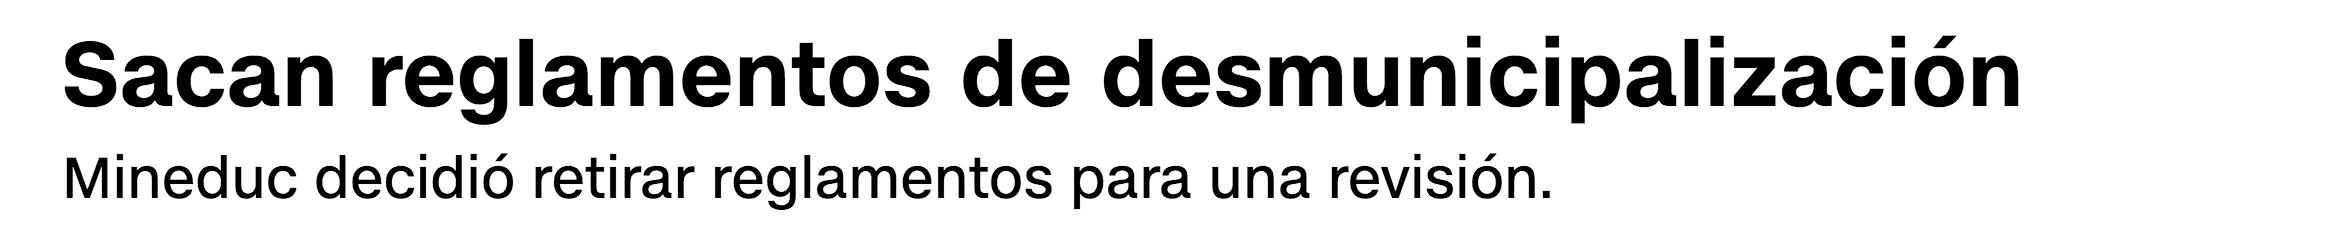 Sacan reglamentos de desmunicipalización
Mineduc decidió retirar reglamentos para una revisión.